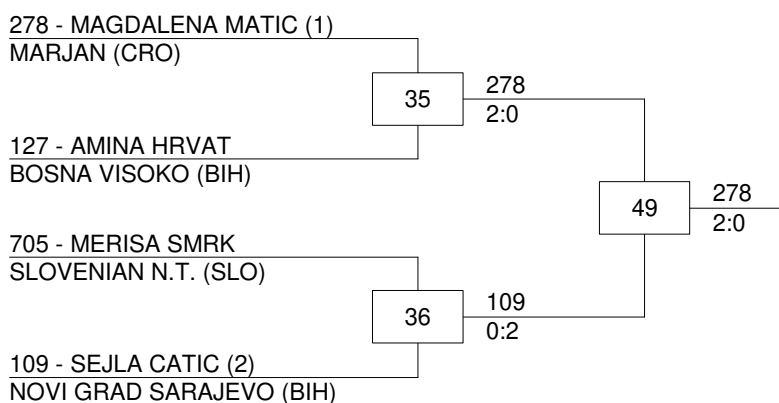 278 - MAGDALENA MATIC (1)
MARJAN (CRO)
35
278
2:0
127 - AMINA HRVAT
BOSNA VISOKO (BIH)
49
278
2:0
705 - MERISA SMRK
SLOVENIAN N.T. (SLO)
36
109
0:2
109 - SEJLA CATIC (2)
NOVI GRAD SARAJEVO (BIH)